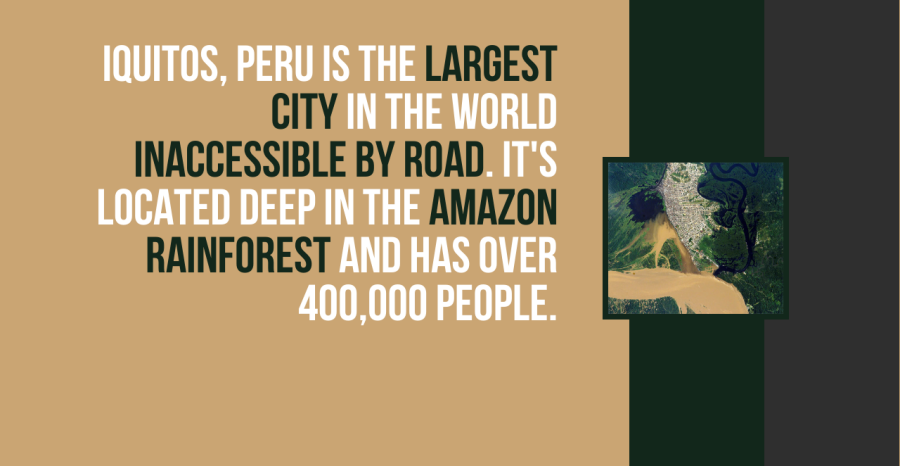 IQUITOS, PERU IS THE LARGEST
CITY IN THE WORLD
INACCESSIBLE BY ROAD. IT'S
LOCATED DEEP IN THE AMAZON
RAINFOREST AND HAS OVER
400,000 PEOPLE.